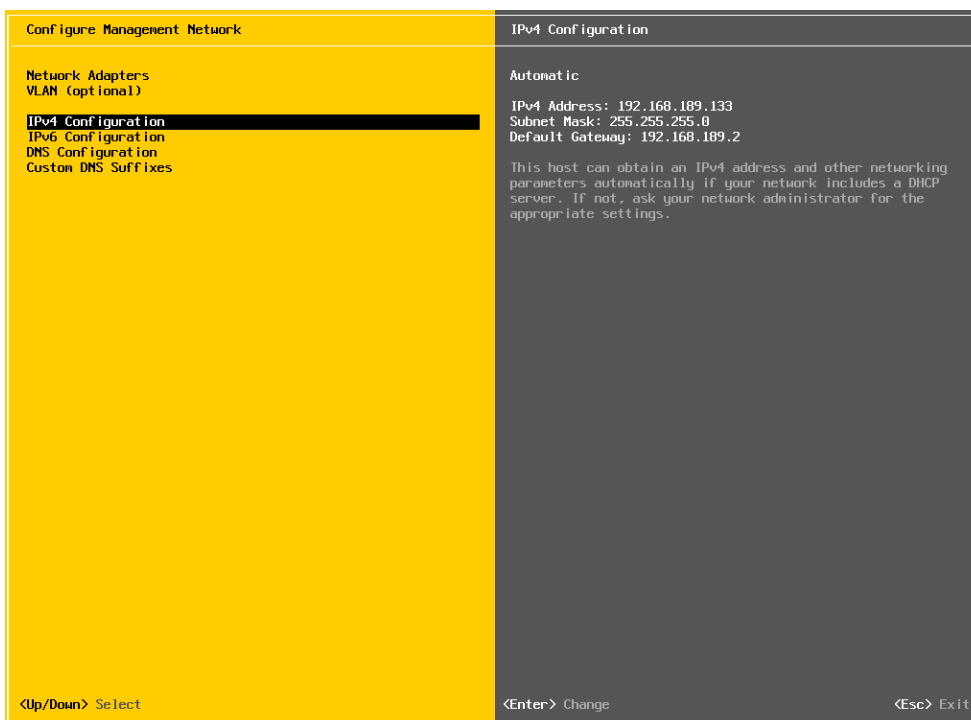 Configure Management Network
Network Adapters
VLAN (optional)
IPv4 Configuration
IPv6 Configuration
DNS Configuration
Custom DNS Suffixes
<Up/Down> Select
IPv4 Configuration
Automatic
IPv4 Address: 192.168.189.133
Subnet Mask: 255.255.255.0
Default Gateway: 192.168.189.2
This host can obtain an IPv4 address and other networking
parameters automatically if your network includes a DHCP
server. If not, ask your network administrator for the
appropriate settings.
<Enter> Change
<Esc> Exit